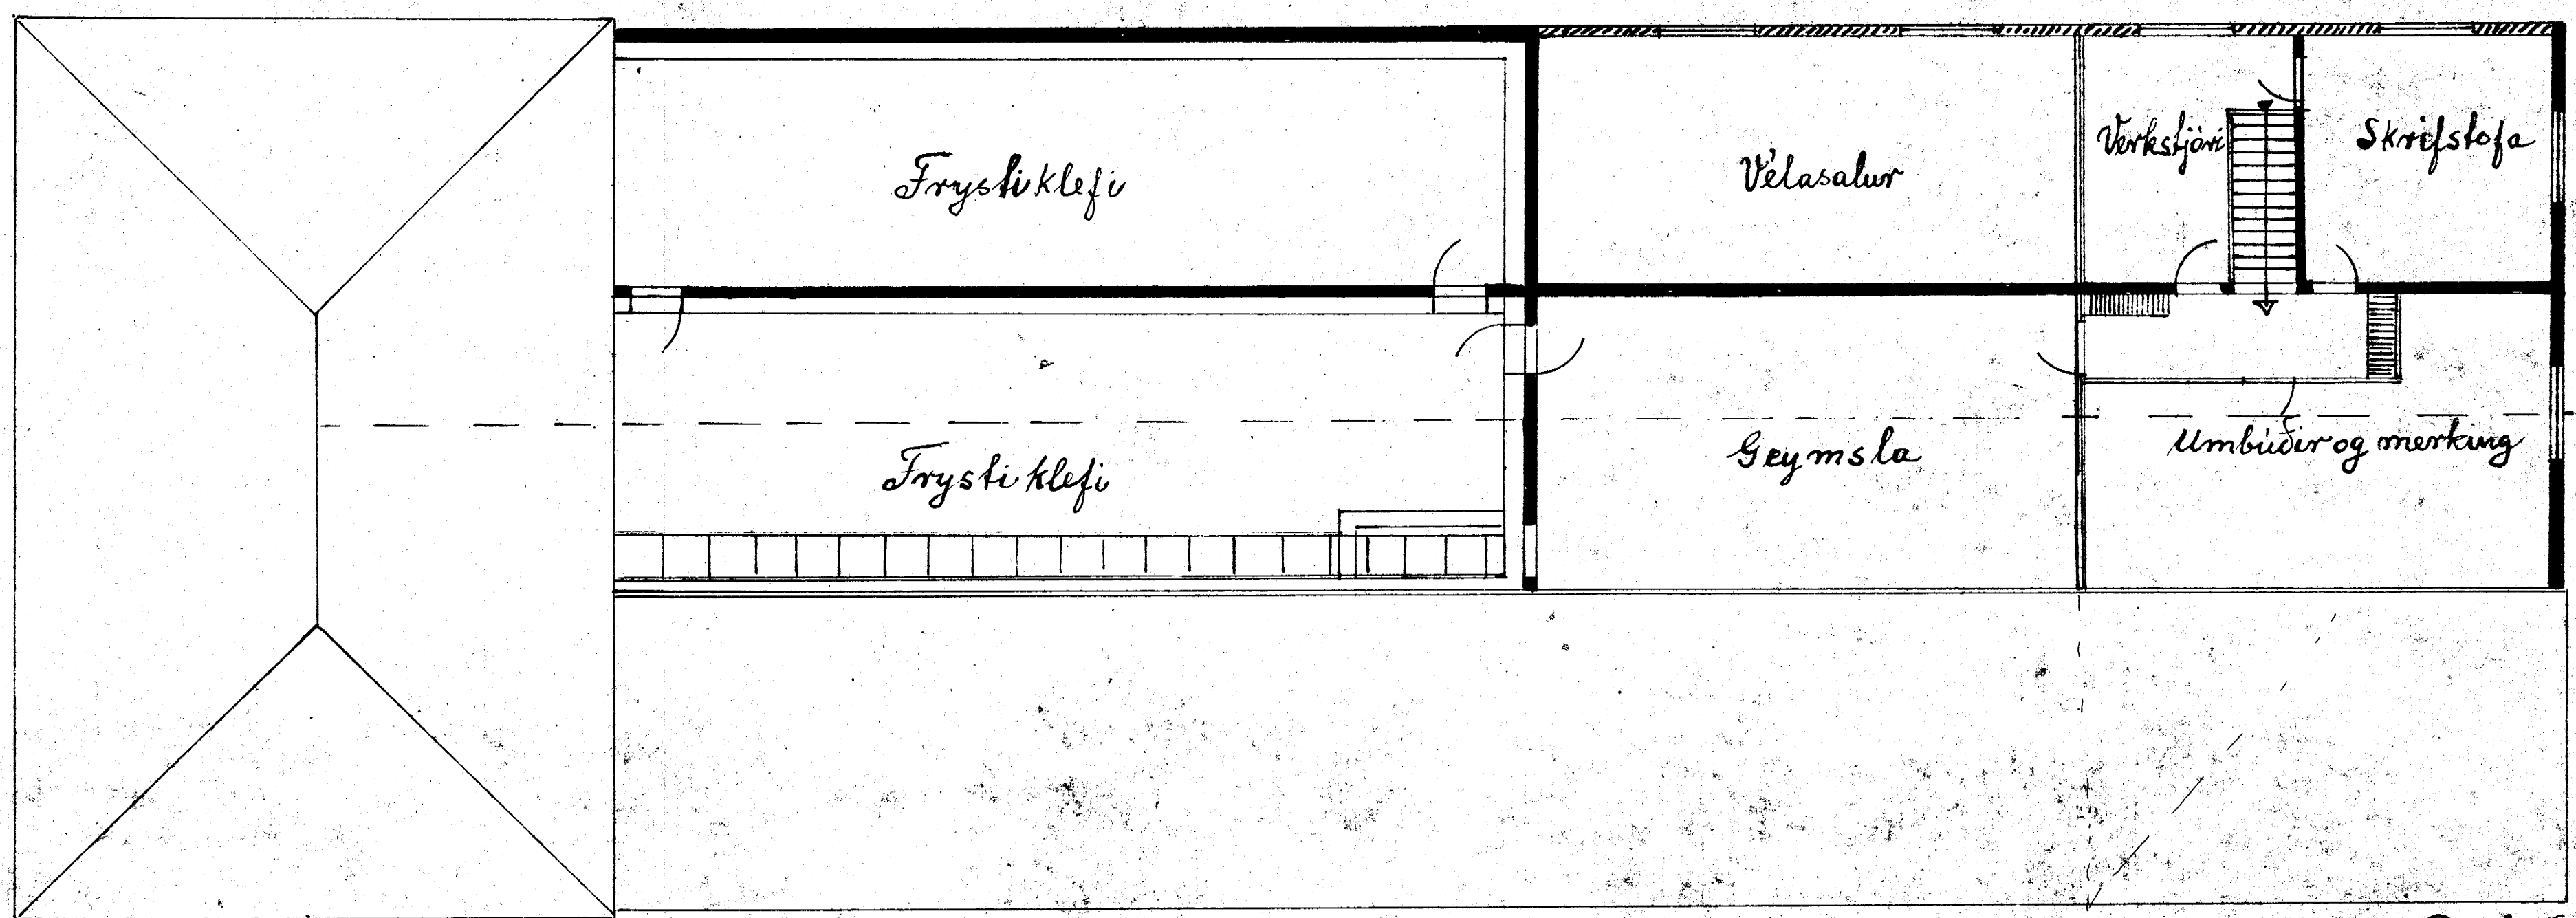 Frystiklefi
Vélasalur
Verkstjóri
Skrifstofa
Frystiklefi
Geymsla
Umbúðir og merking